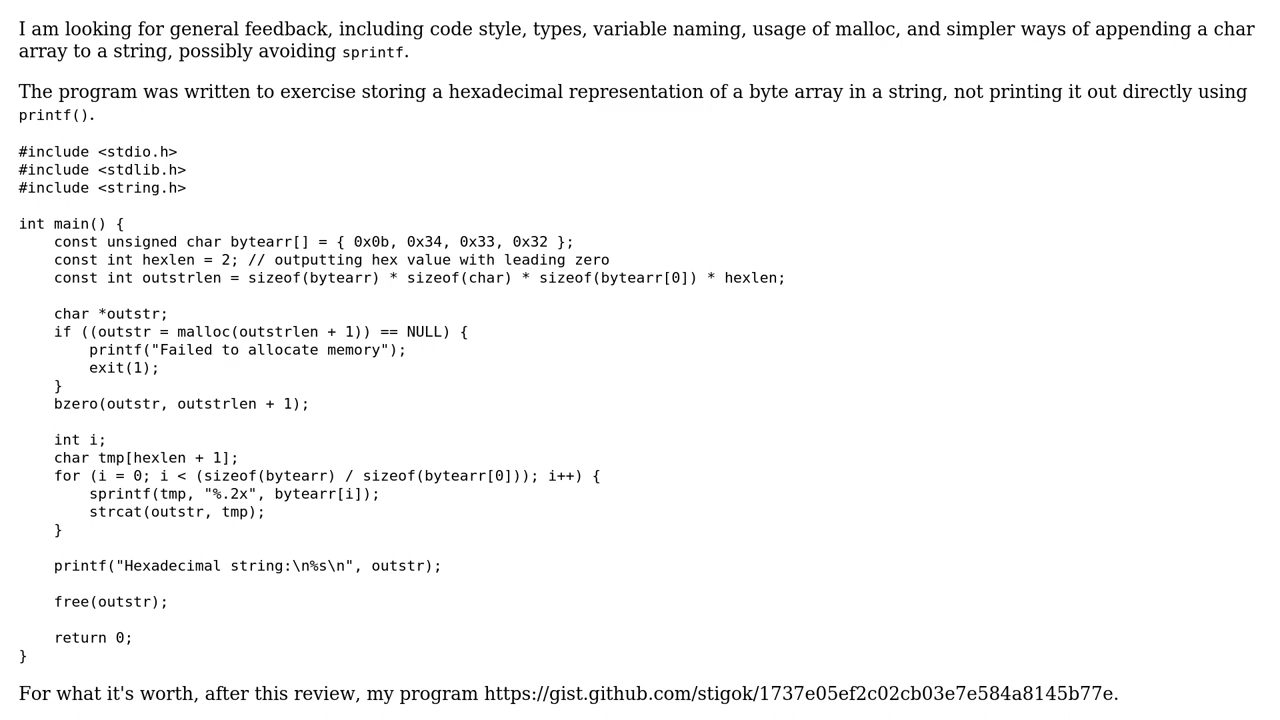 I am looking for general feedback, including code style, types, variable naming, usage of malloc, and simpler ways of appending a char
array to a string, possibly avoiding sprintf.
The program was written to exercise storing a hexadecimal representation of a byte array in a string, not printing it out directly using
printf().
#include <stdio.h>
#include <stdlib.h>
#include <string.h>
int main() {
    const unsigned char bytearr[] = { 0x0b, 0x34, 0x33, 0x32 };
    const int hexlen = 2; // outputting hex value with leading zero
    const int outstrlen = sizeof(bytearr) * sizeof(char) * sizeof(bytearr[0]) * hexlen;
    char *outstr;
    if ((outstr = malloc(outstrlen + 1)) == NULL) {
        printf("Failed to allocate memory");
        exit(1);
    }
    bzero(outstr, outstrlen + 1);
    int i;
    char tmp[hexlen + 1];
    for (i = 0; i < (sizeof(bytearr) / sizeof(bytearr[0])); i++) {
        sprintf(tmp, "%.2x", bytearr[i]);
        strcat(outstr, tmp);
    }
    printf("Hexadecimal string:\n%s\n", outstr);
    free(outstr);
    return 0;
}
For what it's worth, after this review, my program https://gist.github.com/stigok/1737e05ef2c02cb03e7e584a8145b77e.